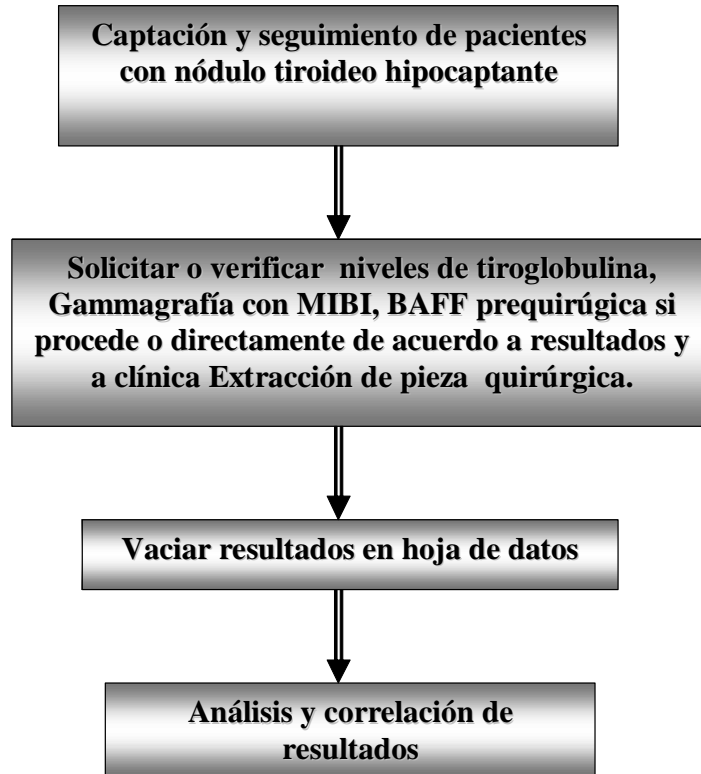 Captación y seguimiento de pacientes
con nódulo tiroideo hipocaptante
Solicitar o verificar niveles de tiroglobulina,
Gammagrafía con MIBI, BAFF prequirúgica si
procede o directamente de acuerdo a resultados y
a clínica Extracción de pieza quirúrgica.
Vaciar resultados en hoja de datos
Análisis y correlación de
resultados